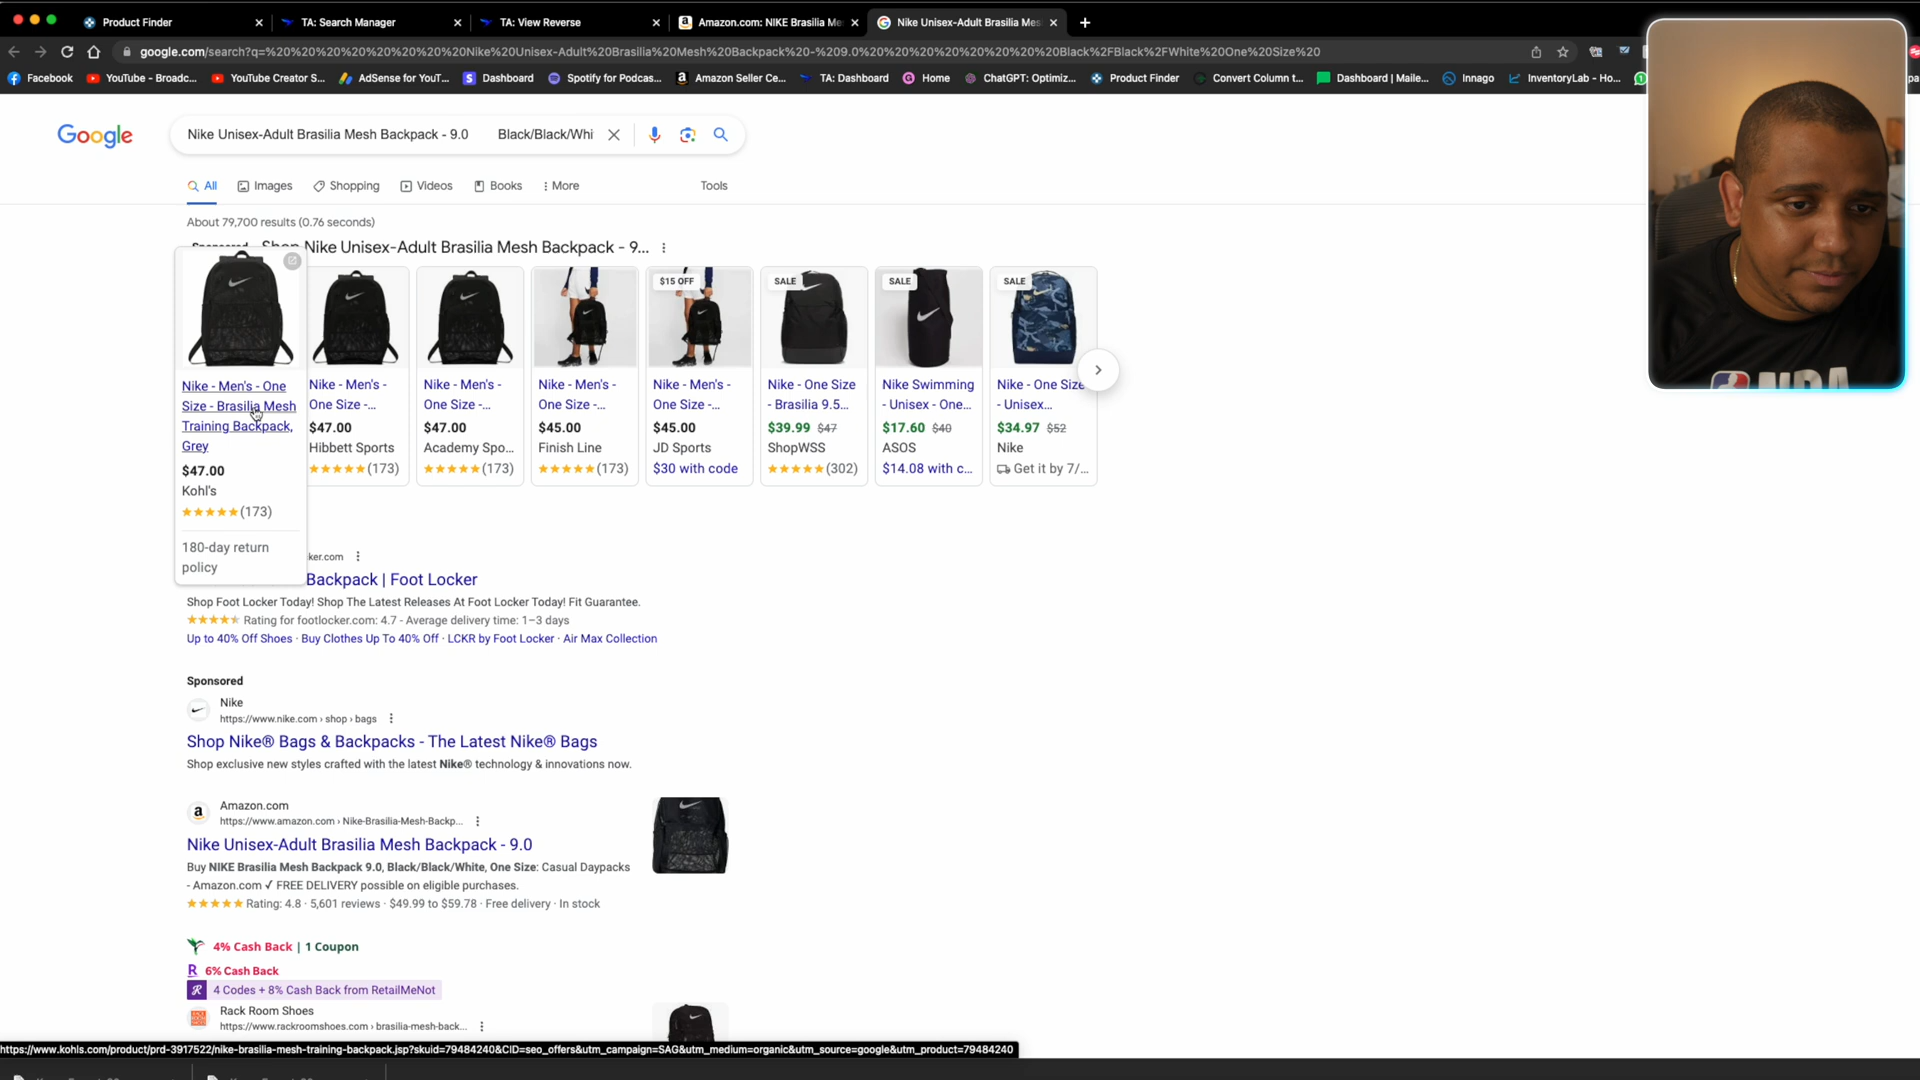 Product Finder
TA: Search Manager
TA: View Reverse
Amazon.com: NIKE Brasilia Me
Nike Unisex-Adult Brasilia Mes
google.com/search?q=%20%20%20%20%20%20%20%20Nike%20Unisex-Adult%20Brasilia%20Mesh%20Backpack%20-%209.0%20%20%20%20%20%20%20%20Black%2FBlack%2FWhite%20One%20Size%20
Facebook
YouTube - Broadc...
YouTube Creator S...
AdSense for YouT...
Dashboard
Spotify for Podcas...
Amazon Seller Ce...
TA: Dashboard
Home
ChatGPT: Optimiz...
Product Finder
Convert Column t...
Dashboard | Maile...
Innago
InventoryLab - Ho...
Google
Nike Unisex-Adult Brasilia Mesh Backpack - 9.0 Black/Black/Whi
All
Images
Shopping
Videos
Books
More
Tools
About 79,700 results (0.76 seconds)
Nike Unisex-Adult Brasilia Mesh Backpack - 9...
Nike - Men's - One
Size - Brasilia Mesh
Training Backpack,
Grey
$47.00
Kohl's
(173)
180-day return
policy
Nike - Men's -
One Size -...
$47.00
Hibbett Sports
(173)
Nike - Men's -
One Size -...
$47.00
Academy Spo...
(173)
Nike - Men's -
One Size -...
$45.00
Finish Line
(173)
$15 OFF
Nike - Men's -
One Size -...
$45.00
JD Sports
$30 with code
SALE
Nike - One Size
- Brasilia 9.5...
$39.99 $47
ShopWSS
(302)
SALE
Nike Swimming
- Unisex - One...
$17.60 $40
ASOS
$14.08 with c...
SALE
Nike - One Size
- Unisex...
$34.97 $52
Nike
Get it by 7/...
ker.com
Backpack | Foot Locker
Shop Foot Locker Today! Shop The Latest Releases At Foot Locker Today! Fit Guarantee.
Rating for footlocker.com: 4.7 - Average delivery time: 1–3 days
Up to 40% Off Shoes · Buy Clothes Up To 40% Off · LCKR by Foot Locker · Air Max Collection
Sponsored
Nike
https://www.nike.com › shop › bags
Shop Nike® Bags & Backpacks - The Latest Nike® Bags
Shop exclusive new styles crafted with the latest Nike® technology & innovations now.
Amazon.com
https://www.amazon.com › Nike-Brasilia-Mesh-Backp...
Nike Unisex-Adult Brasilia Mesh Backpack - 9.0
Buy NIKE Brasilia Mesh Backpack 9.0, Black/Black/White, One Size: Casual Daypacks
- Amazon.com ✓ FREE DELIVERY possible on eligible purchases.
Rating: 4.8 · 5,601 reviews · $49.99 to $59.78 · Free delivery · In stock
4% Cash Back | 1 Coupon
R 6% Cash Back
4 Codes + 8% Cash Back from RetailMeNot
Rack Room Shoes
https://www.rackroomshoes.com › brasilia-mesh-back...
https://www.kohls.com/product/prd-3917522/nike-brasilia-mesh-training-backpack.jsp?skuid=79484240&CID=seo_offers&utm_campaign=SAG&utm_medium=organic&utm_source=google&utm_product=79484240